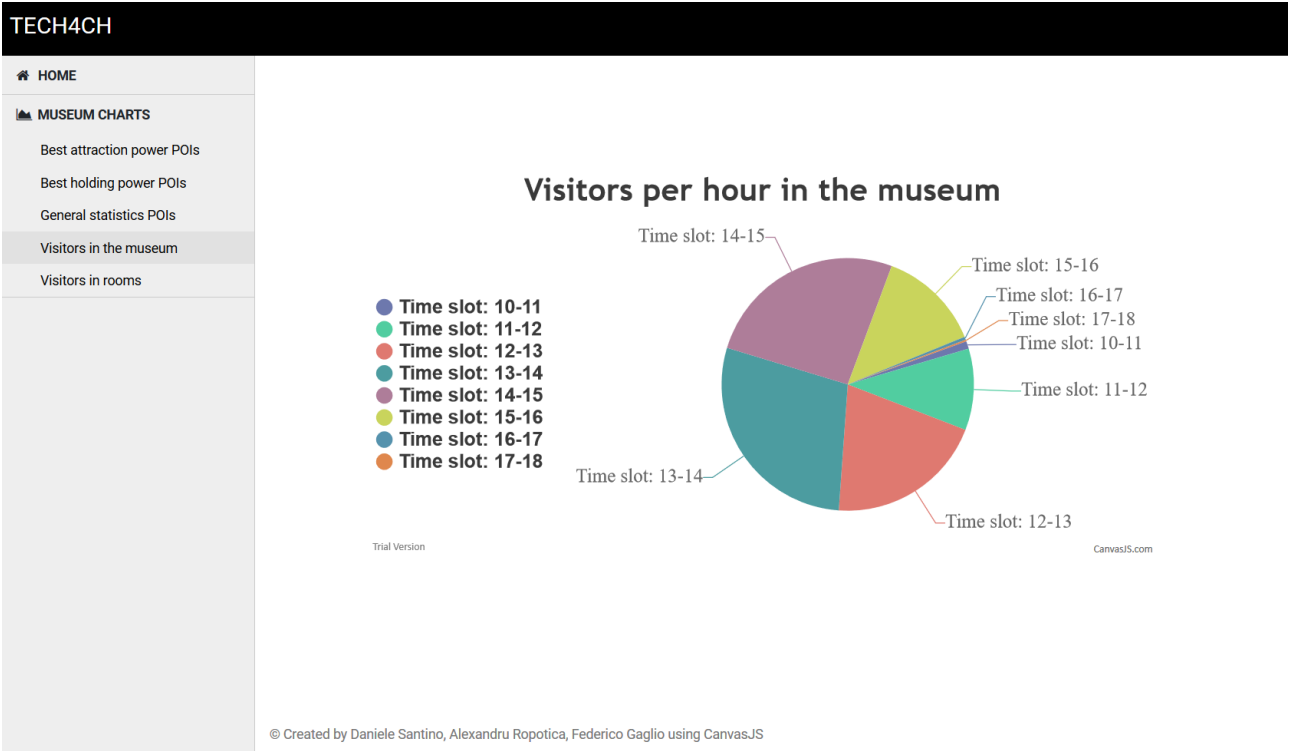 TECH4CH
HOME
MUSEUM CHARTS
Best attraction power POIs
Best holding power POIs
General statistics POIs
Visitors in the museum
Visitors in rooms
Visitors per hour in the museum
Time slot: 10-11
Time slot: 11-12
Time slot: 12-13
Time slot: 13-14
Time slot: 14-15
Time slot: 15-16
Time slot: 16-17
Time slot: 17-18
Time slot: 14-15
Time slot: 15-16
Time slot: 16-17
Time slot: 17-18
Time slot: 10-11
Time slot: 11-12
Time slot: 13-14
Time slot: 12-13
Trial Version
CanvasJS.com
© Created by Daniele Santino, Alexandru Ropotica, Federico Gaglio using CanvasJS